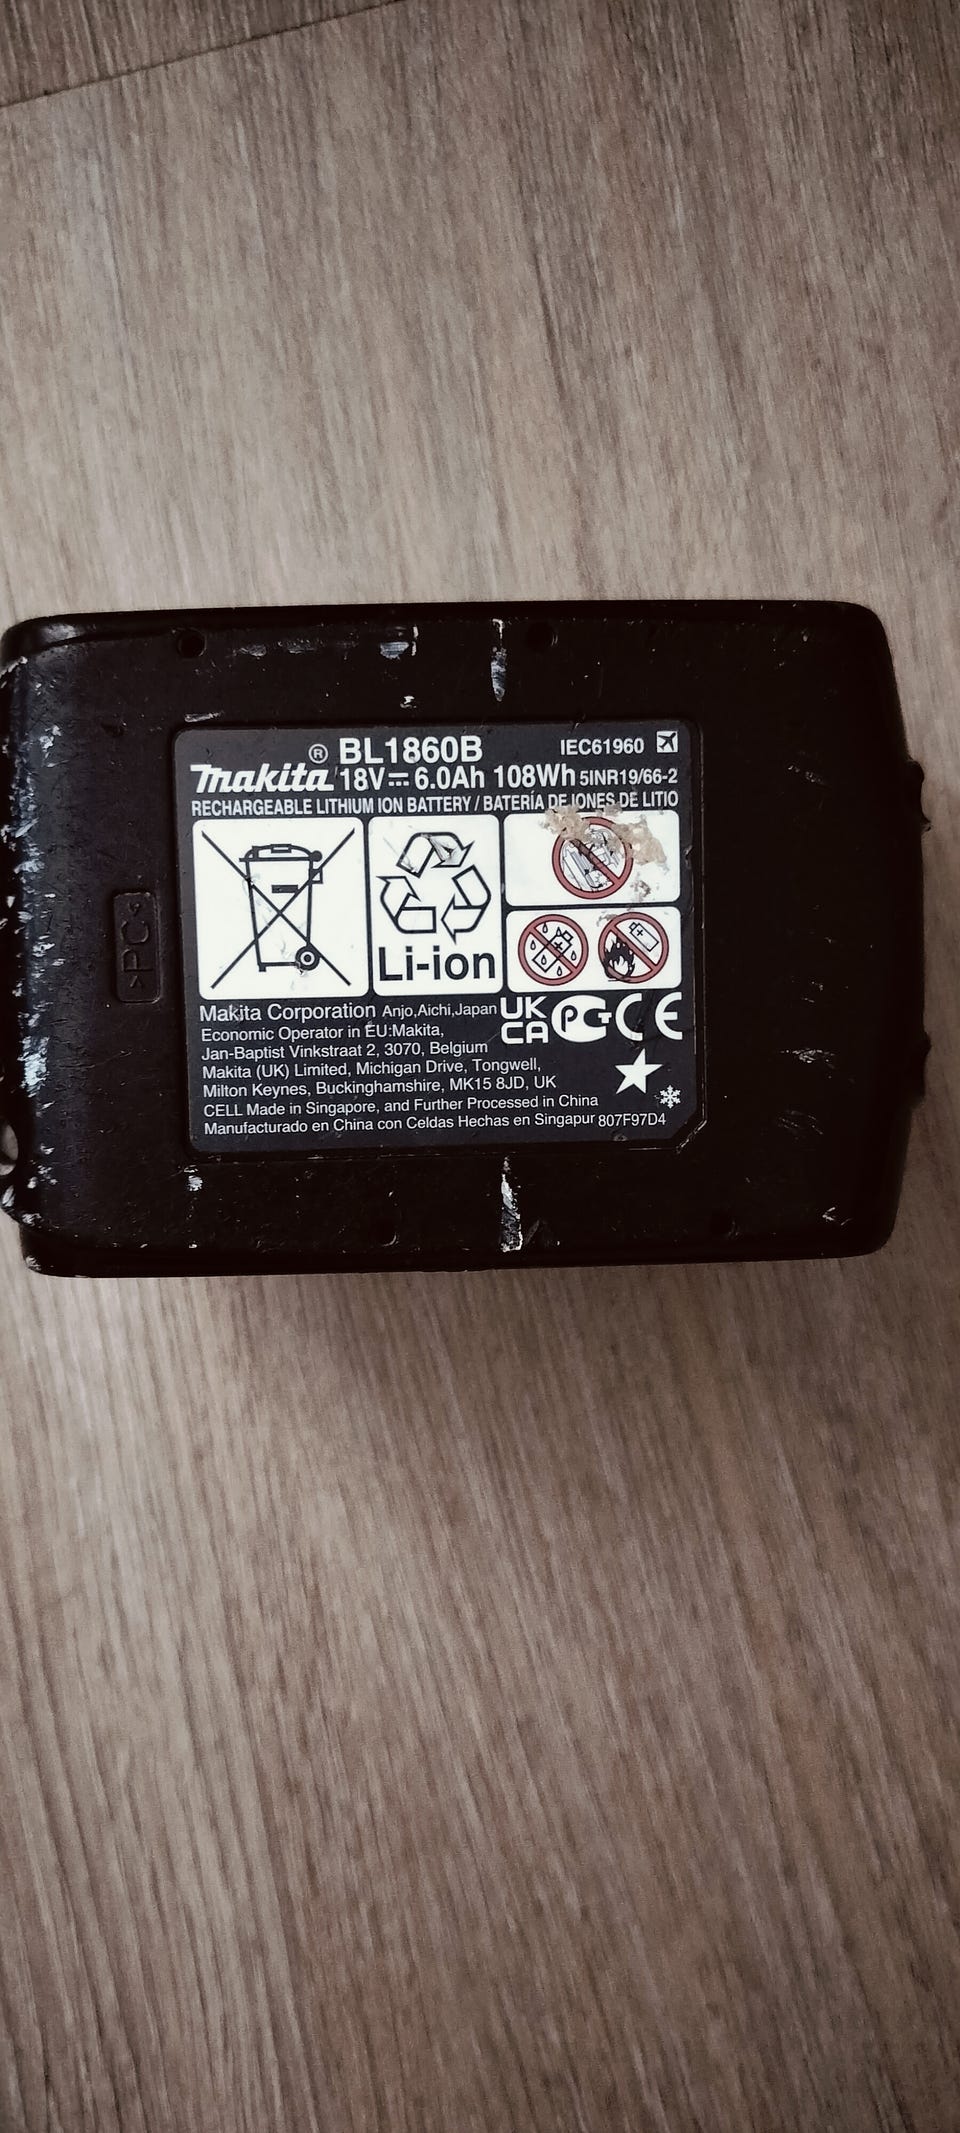 ® BL1860B IEC61960
makita 18V⎓6.0Ah 108Wh 5INR19/66-2
RECHARGEABLE LITHIUM ION BATTERY / BATERÍA DE IONES DE LITIO
Li-ion
>PC<
Makita Corporation Anjo,Aichi,Japan
Economic Operator in EU:Makita,
Jan-Baptist Vinkstraat 2, 3070, Belgium
Makita (UK) Limited, Michigan Drive, Tongwell,
Milton Keynes, Buckinghamshire, MK15 8JD, UK
CELL Made in Singapore, and Further Processed in China
Manufacturado en China con Celdas Hechas en Singapur 807F97D4
UK
CA
CE